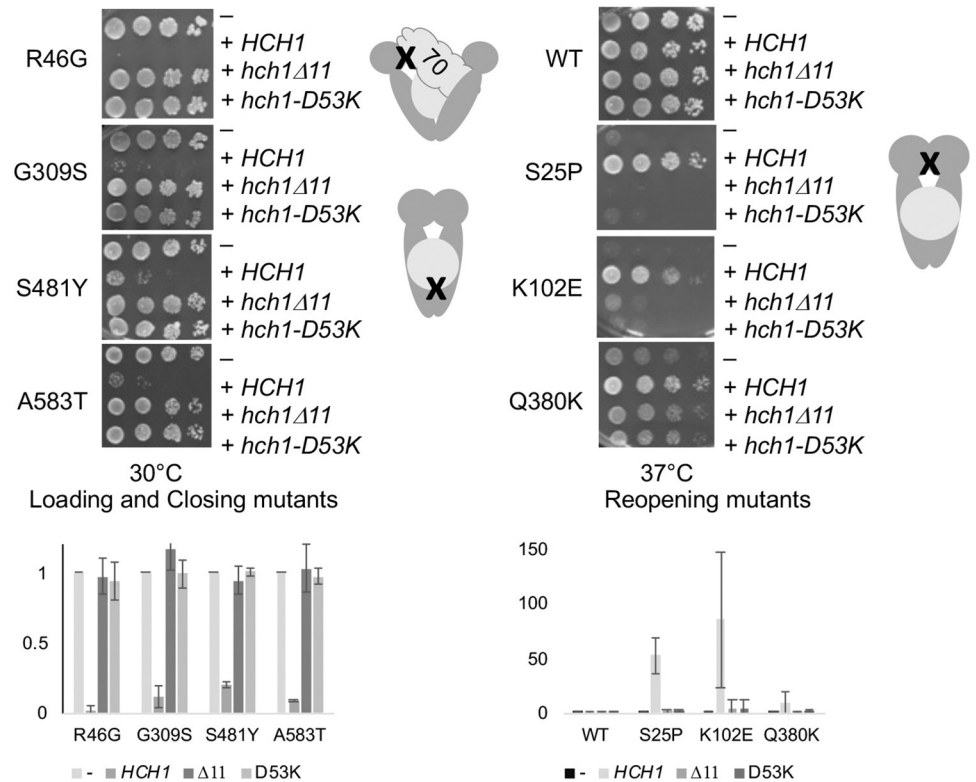 R46G
–
+ HCH1
+ hch1Δ11
+ hch1-D53K
G309S
–
+ HCH1
+ hch1Δ11
+ hch1-D53K
S481Y
–
+ HCH1
+ hch1Δ11
+ hch1-D53K
A583T
–
+ HCH1
+ hch1Δ11
+ hch1-D53K
30°C
Loading and Closing mutants
X
70
X
WT
–
+ HCH1
+ hch1Δ11
+ hch1-D53K
S25P
–
+ HCH1
+ hch1Δ11
+ hch1-D53K
K102E
–
+ HCH1
+ hch1Δ11
+ hch1-D53K
Q380K
–
+ HCH1
+ hch1Δ11
+ hch1-D53K
37°C
Reopening mutants
X
1
0.5
0
R46G G309S S481Y A583T
- HCH1 Δ11 D53K
150
100
50
0
WT S25P K102E Q380K
- HCH1 Δ11 D53K